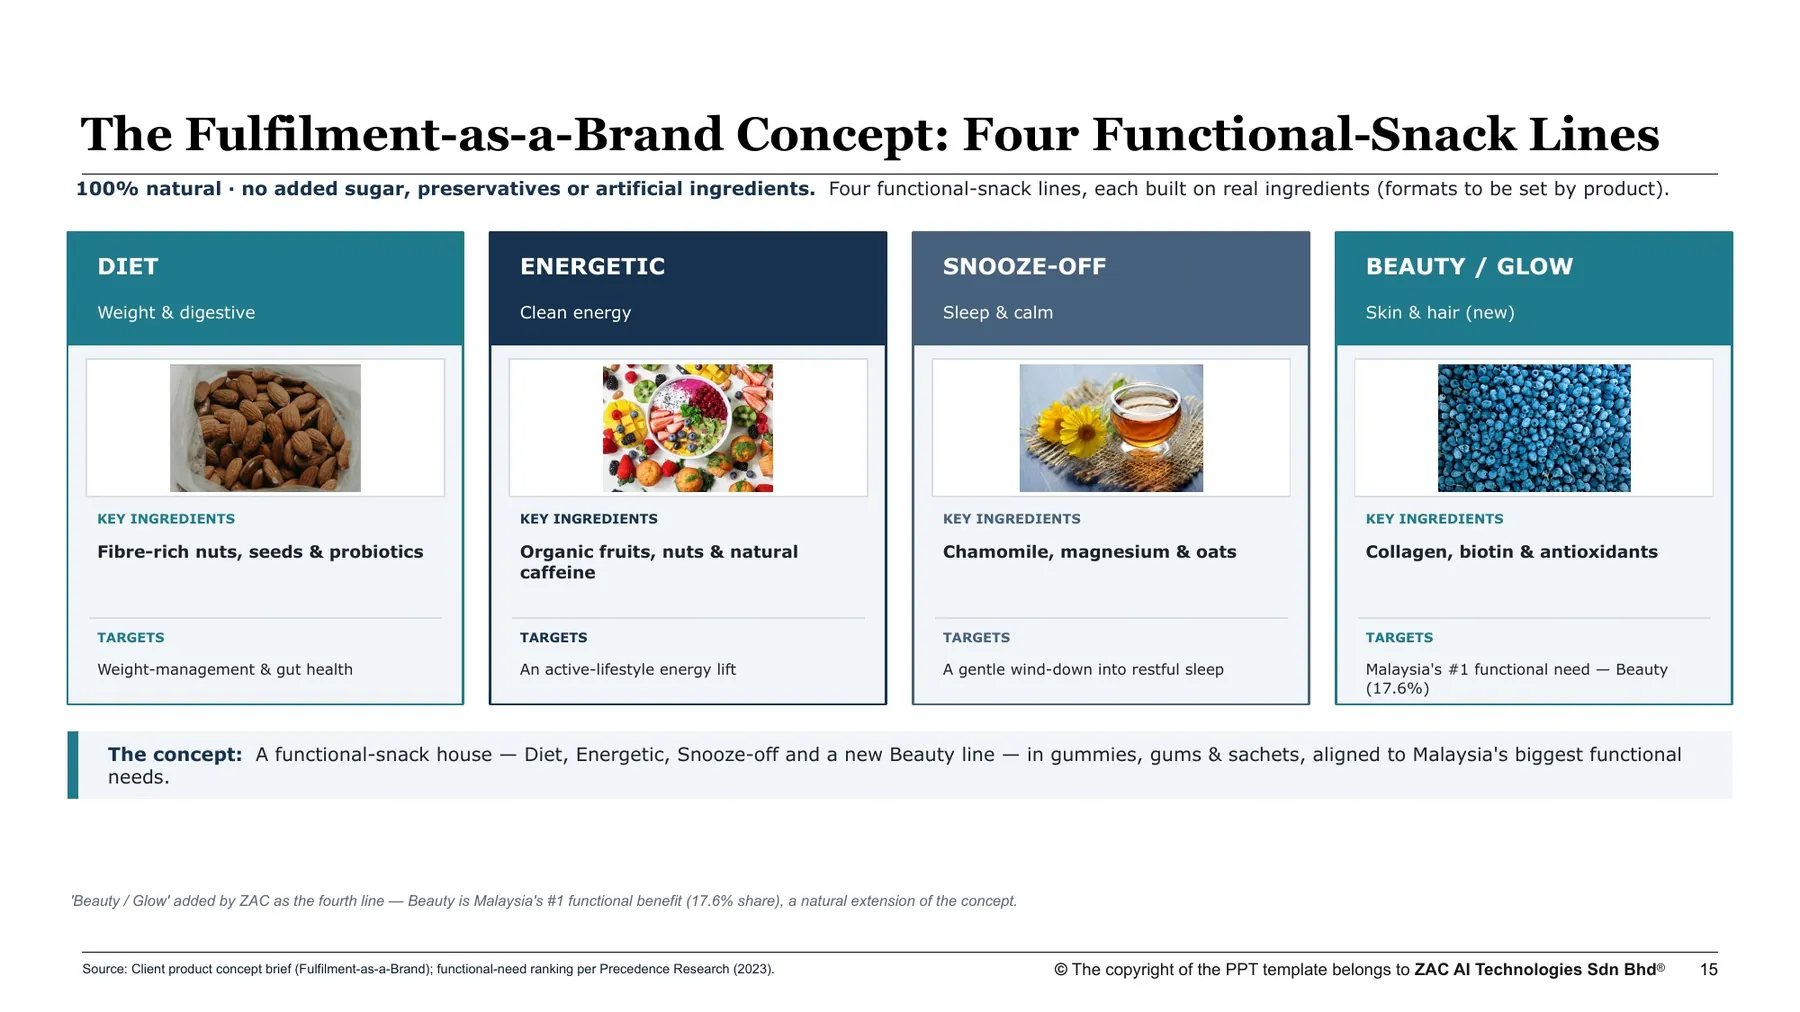 The Fulfilment-as-a-Brand Concept: Four Functional-Snack Lines
100% natural · no added sugar, preservatives or artificial ingredients. Four functional-snack lines, each built on real ingredients (formats to be set by product).
DIET
Weight & digestive
KEY INGREDIENTS
Fibre-rich nuts, seeds & probiotics
TARGETS
Weight-management & gut health
ENERGETIC
Clean energy
KEY INGREDIENTS
Organic fruits, nuts & natural
caffeine
TARGETS
An active-lifestyle energy lift
SNOOZE-OFF
Sleep & calm
KEY INGREDIENTS
Chamomile, magnesium & oats
TARGETS
A gentle wind-down into restful sleep
BEAUTY / GLOW
Skin & hair (new)
KEY INGREDIENTS
Collagen, biotin & antioxidants
TARGETS
Malaysia's #1 functional need — Beauty
(17.6%)
The concept: A functional-snack house — Diet, Energetic, Snooze-off and a new Beauty line — in gummies, gums & sachets, aligned to Malaysia's biggest functional
needs.
'Beauty / Glow' added by ZAC as the fourth line — Beauty is Malaysia's #1 functional benefit (17.6% share), a natural extension of the concept.
Source: Client product concept brief (Fulfilment-as-a-Brand); functional-need ranking per Precedence Research (2023).
© The copyright of the PPT template belongs to ZAC AI Technologies Sdn Bhd® 15